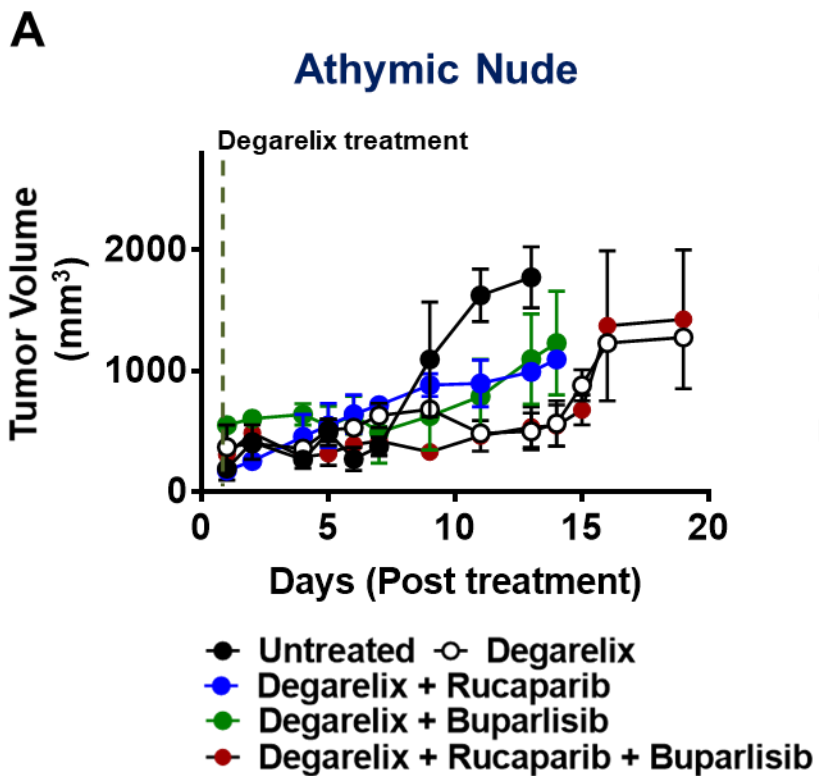 A
Athymic Nude
Degarelix treatment
Tumor Volume
(mm³)
2000
1000
0
0 5 10 15 20
Days (Post treatment)
Untreated Degarelix
Degarelix + Rucaparib
Degarelix + Buparlisib
Degarelix + Rucaparib + Buparlisib